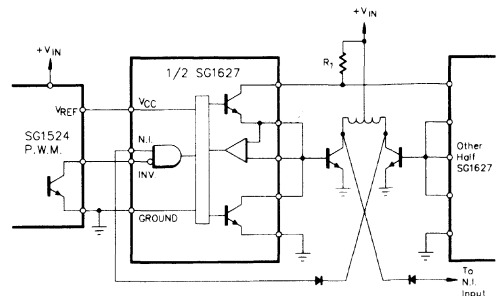 +VIN
+VIN
1/2 SG1627
R1
VREF
VCC
SG1524
P.W.M.
N.I.
INV.
GROUND
Other
Half
SG1627
To
N.I.
Input